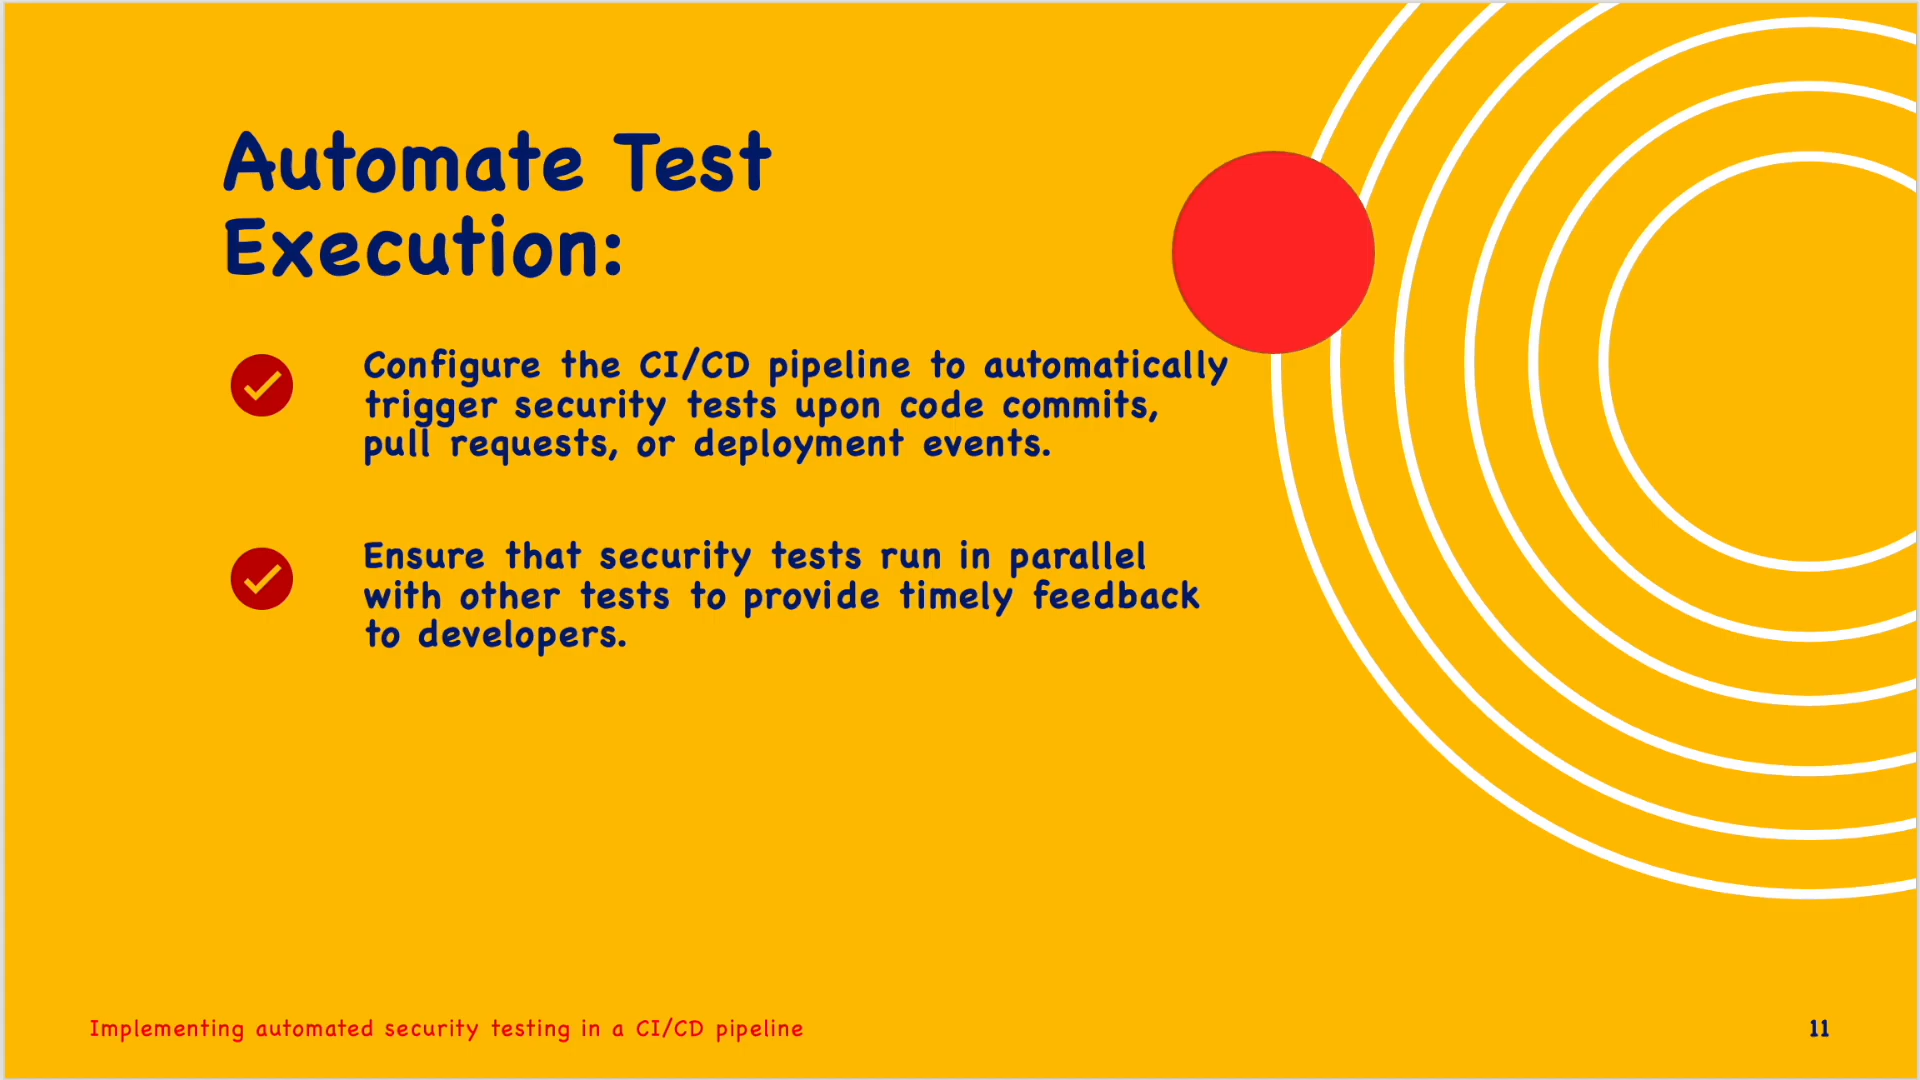 Automate Test
Execution:
Configure the CI/CD pipeline to automatically
trigger security tests upon code commits,
pull requests, or deployment events.
Ensure that security tests run in parallel
with other tests to provide timely feedback
to developers.
Implementing automated security testing in a CI/CD pipeline
11